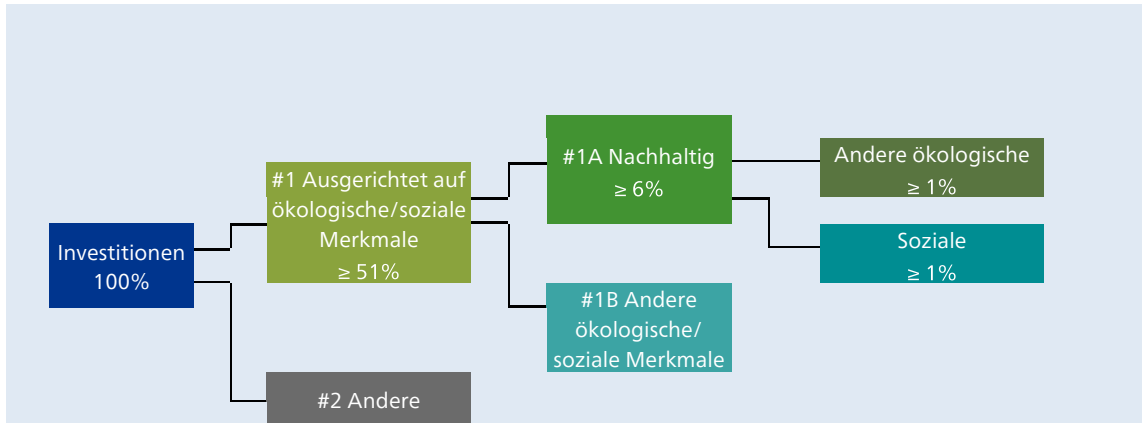 Investitionen
100%
#1 Ausgerichtet auf
ökologische/soziale
Merkmale
≥ 51%
#2 Andere
#1A Nachhaltig
≥ 6%
#1B Andere
ökologische/
soziale Merkmale
Andere ökologische
≥ 1%
Soziale
≥ 1%